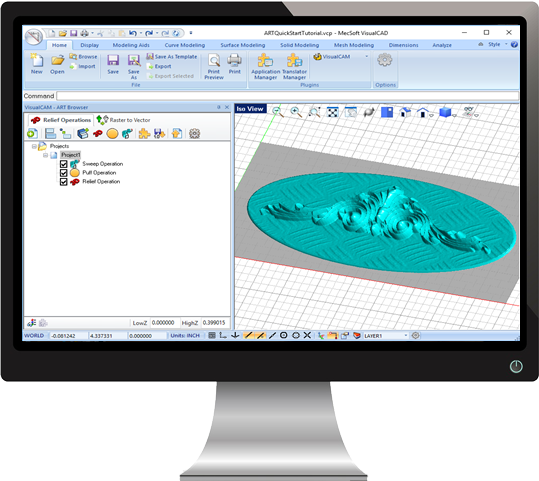 ARTQuickStartTutorial.vcp - MecSoft VisualCAD
Home Display Modeling Aids Curve Modeling Surface Modeling Solid Modeling Mesh Modeling Dimensions Analyze Style
New Open Browse Import Save Save As Save As Template Export Export Selected Print Preview Print Application Manager Translator Manager VisualCAM Options
File Plugins Options
Command
VisualCAM - ART Browser
Relief Operations Raster to Vector
Projects
Project1
Sweep Operation
Puff Operation
Relief Operation
Iso View
LowZ 0.000000 HighZ 0.399015
WORLD -0.081242 4.337331 0.000000 Units: INCH LAYER1